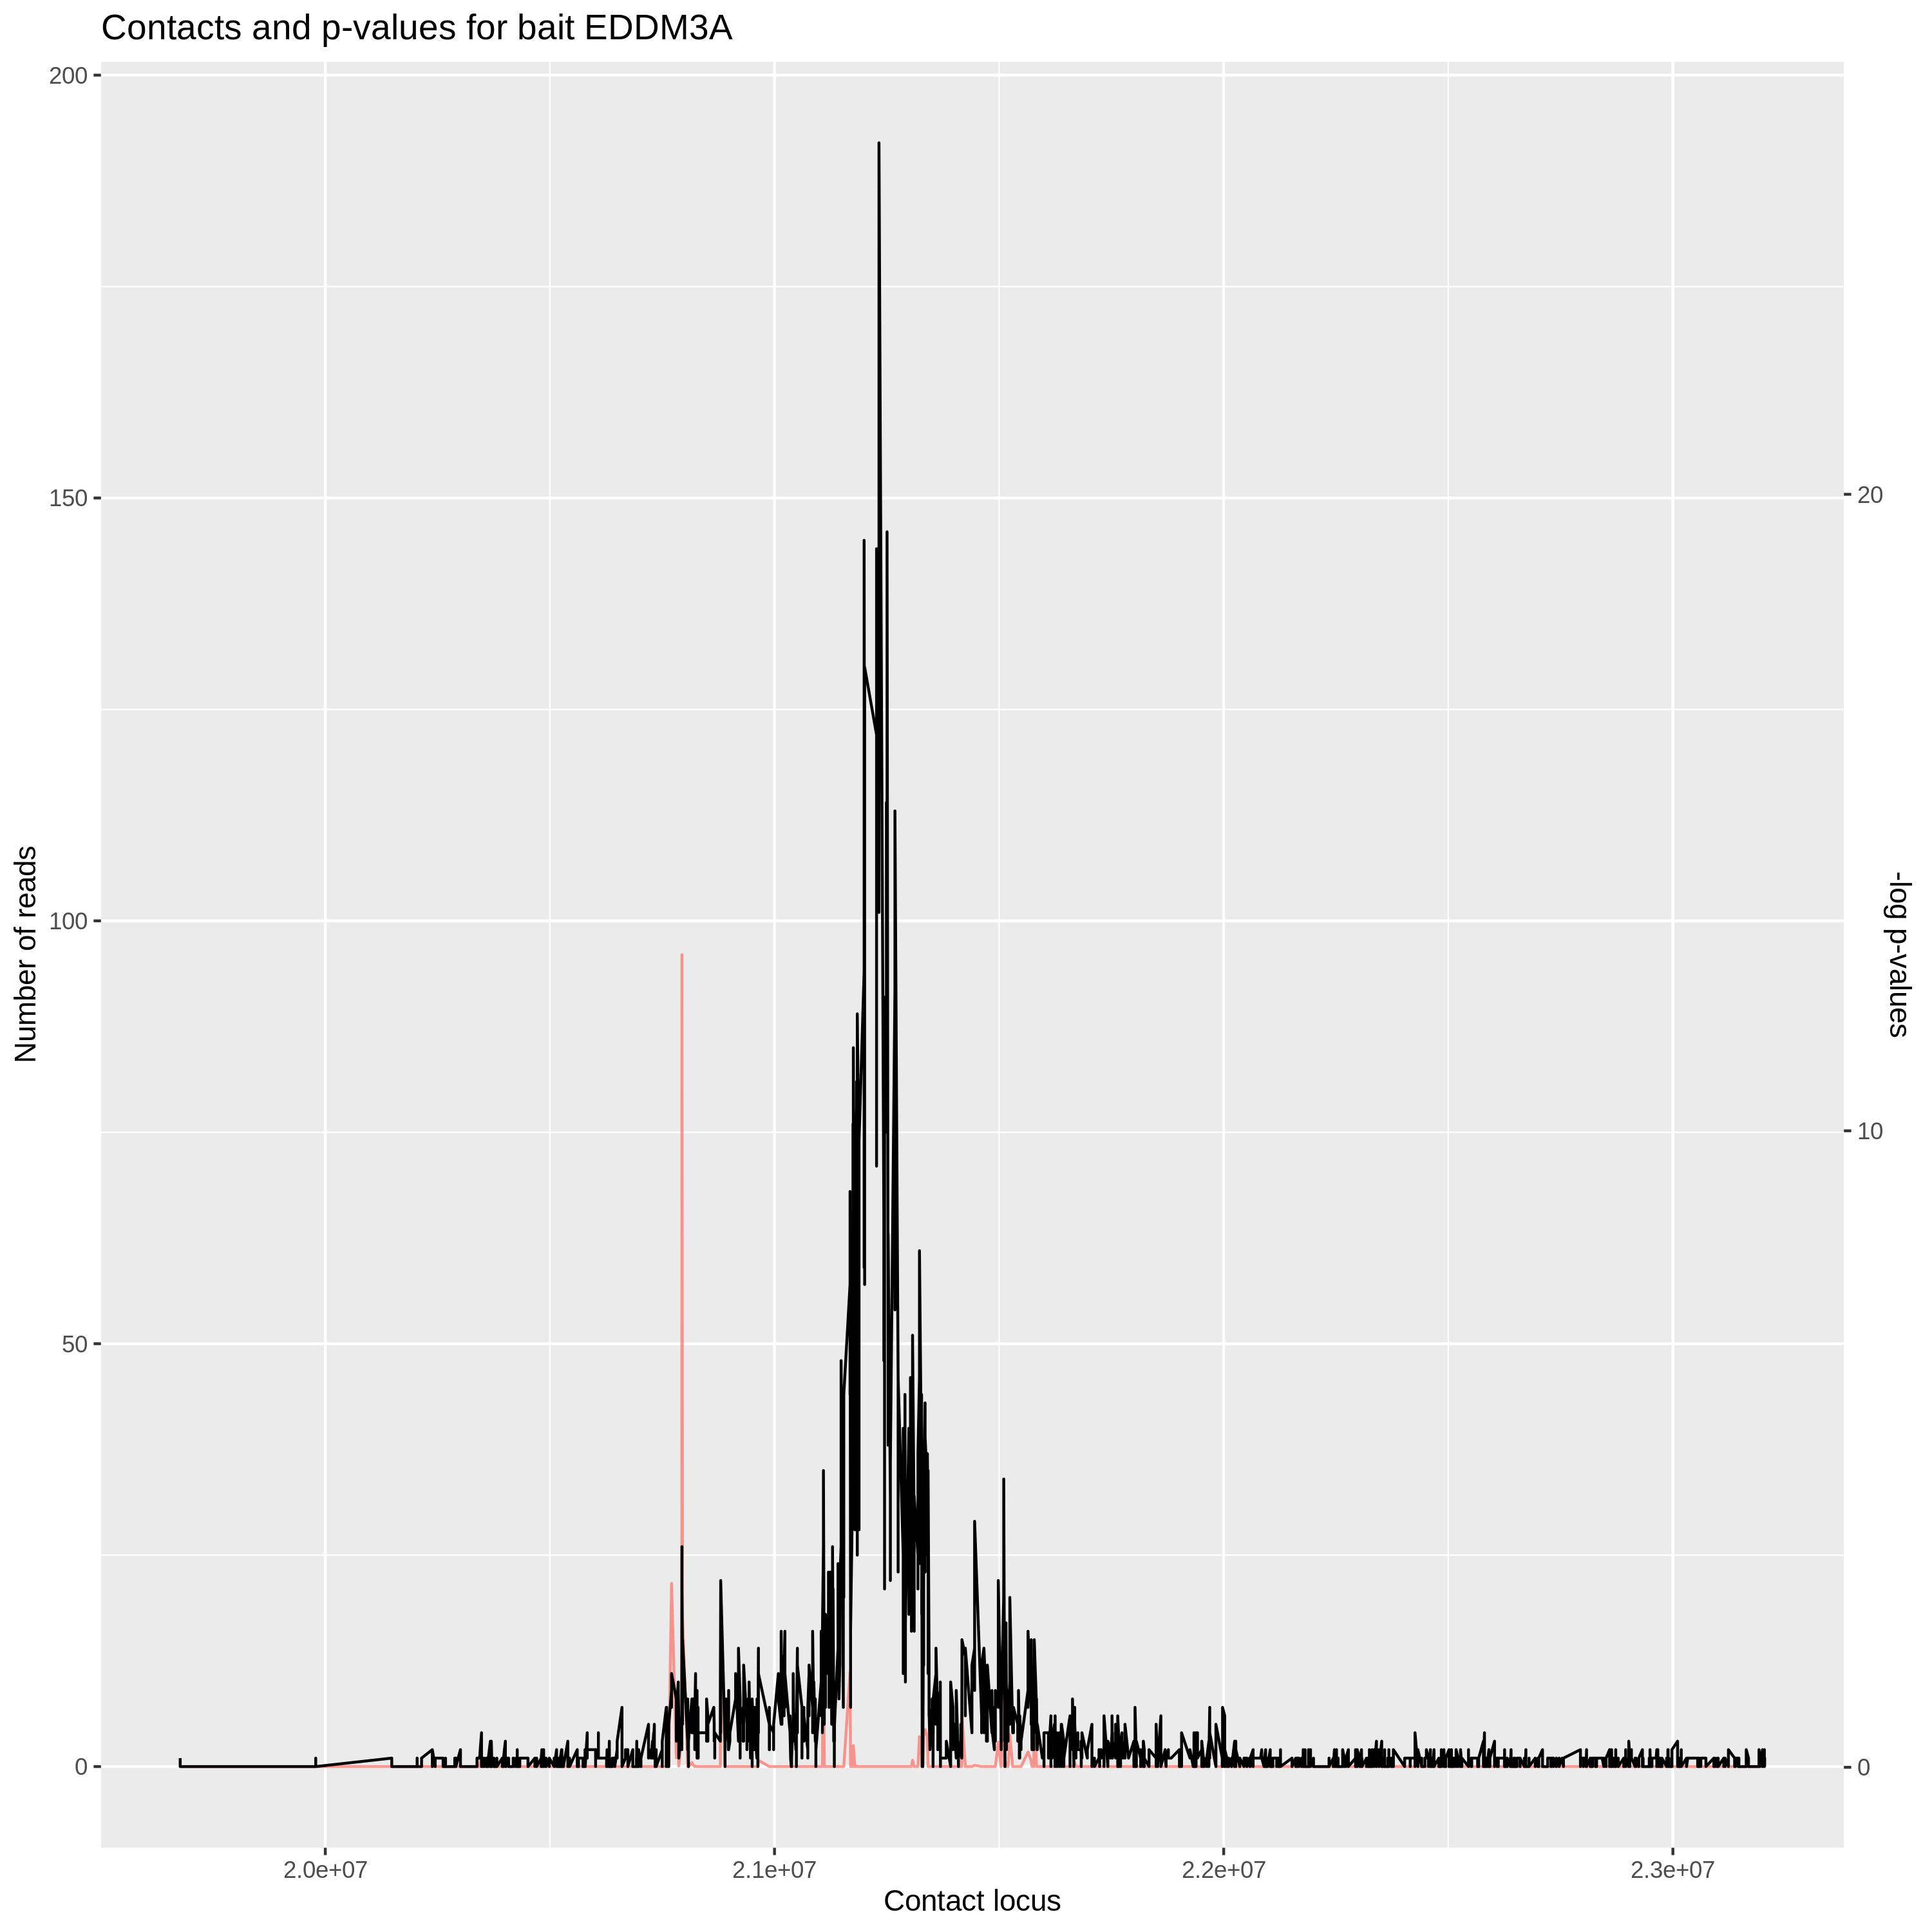 Contacts and p-values for bait EDDM3A
200
150
100
50
0
20
10
0
Number of reads
-log p-values
2.0e+07
2.1e+07
2.2e+07
2.3e+07
Contact locus